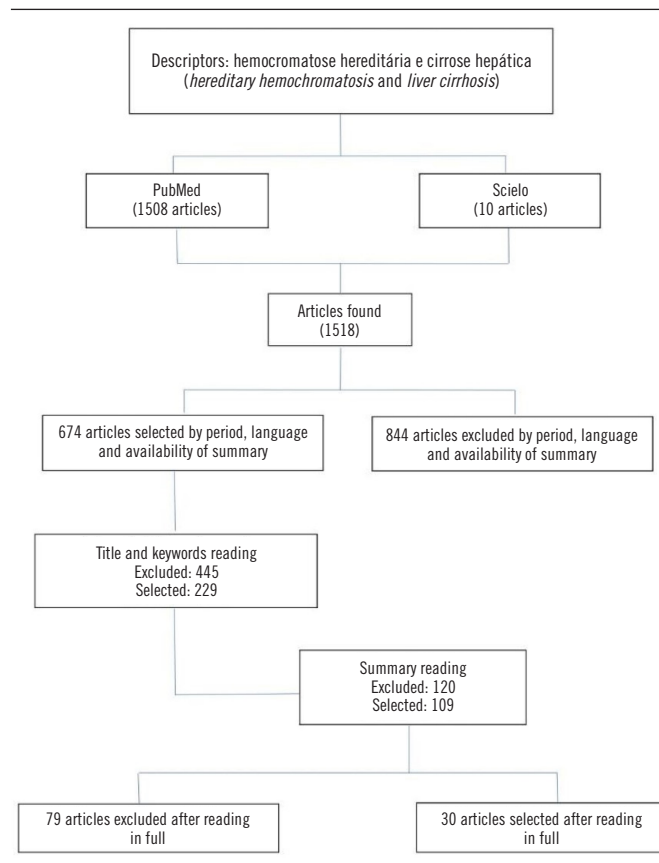 Descriptors: hemocromatose hereditária e cirrose hepática
(hereditary hemochromatosis and liver cirrhosis)
PubMed
(1508 articles)
Scielo
(10 articles)
Articles found
(1518)
674 articles selected by period, language
and availability of summary
844 articles excluded by period, language
and availability of summary
Title and keywords reading
Excluded: 445
Selected: 229
Summary reading
Excluded: 120
Selected: 109
79 articles excluded after reading
in full
30 articles selected after reading
in full